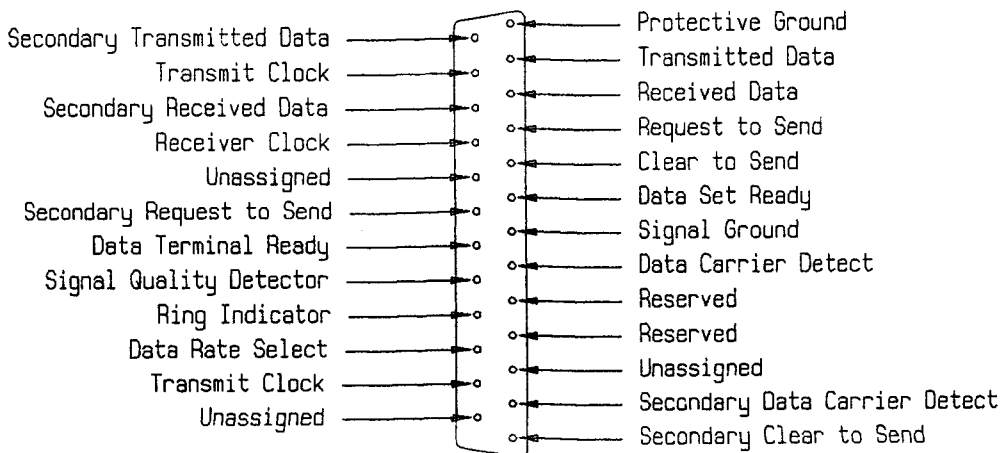 Secondary Transmitted Data
Transmit Clock
Secondary Received Data
Receiver Clock
Unassigned
Secondary Request to Send
Data Terminal Ready
Signal Quality Detector
Ring Indicator
Data Rate Select
Transmit Clock
Unassigned
Protective Ground
Transmitted Data
Received Data
Request to Send
Clear to Send
Data Set Ready
Signal Ground
Data Carrier Detect
Reserved
Reserved
Unassigned
Secondary Data Carrier Detect
Secondary Clear to Send